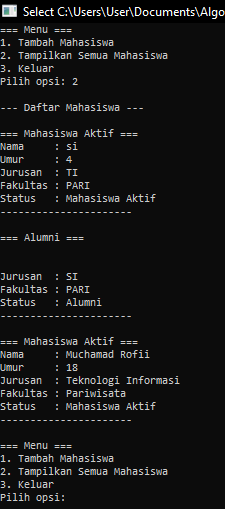 Select C:\Users\User\Documents\Algo
=== Menu ===
1. Tambah Mahasiswa
2. Tampilkan Semua Mahasiswa
3. Keluar
Pilih opsi: 2
--- Daftar Mahasiswa ---
=== Mahasiswa Aktif ===
Nama     : si
Umur     : 4
Jurusan  : TI
Fakultas : PARI
Status   : Mahasiswa Aktif
----------------------
=== Alumni ===
Jurusan  : SI
Fakultas : PARI
Status   : Alumni
----------------------
=== Mahasiswa Aktif ===
Nama     : Muchamad Rofii
Umur     : 18
Jurusan  : Teknologi Informasi
Fakultas : Pariwisata
Status   : Mahasiswa Aktif
----------------------
=== Menu ===
1. Tambah Mahasiswa
2. Tampilkan Semua Mahasiswa
3. Keluar
Pilih opsi: